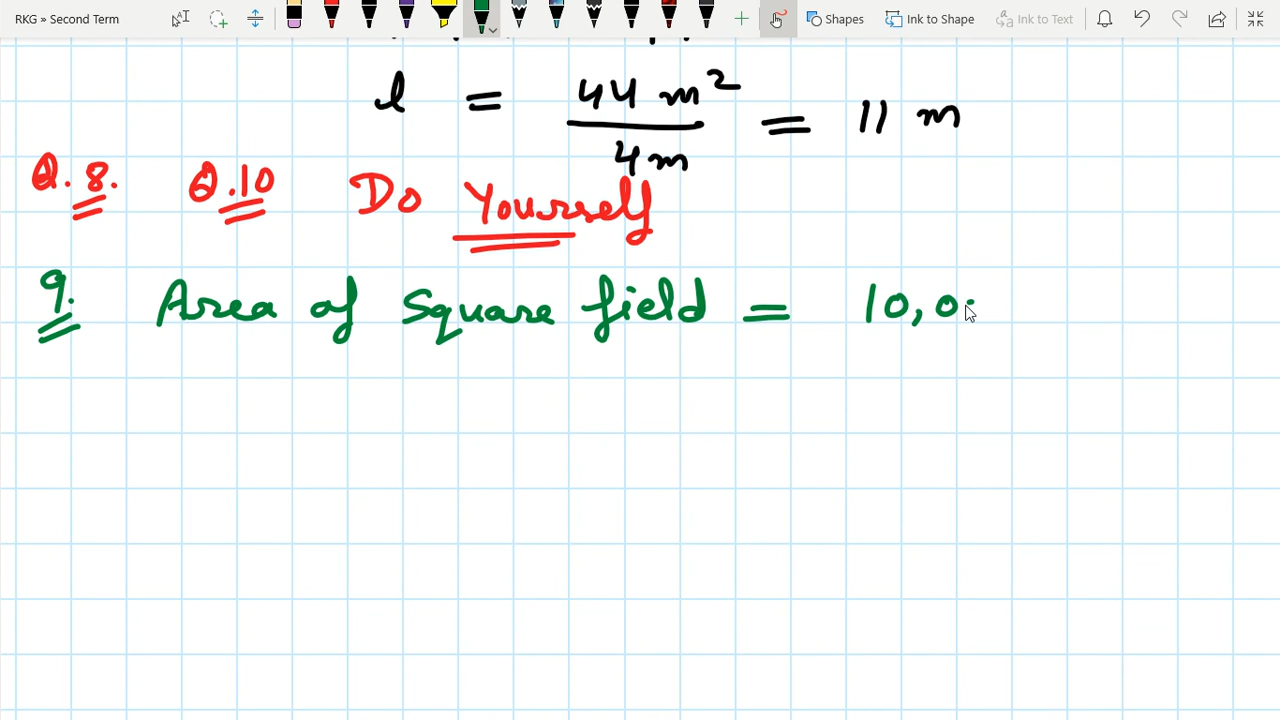 RKG » Second Term
Shapes
Ink to Shape
Ink to Text
l = 44 m² / 4 m = 11 m
Q.8. Q.10 Do Yourself
9. Area of Square field = 10,0